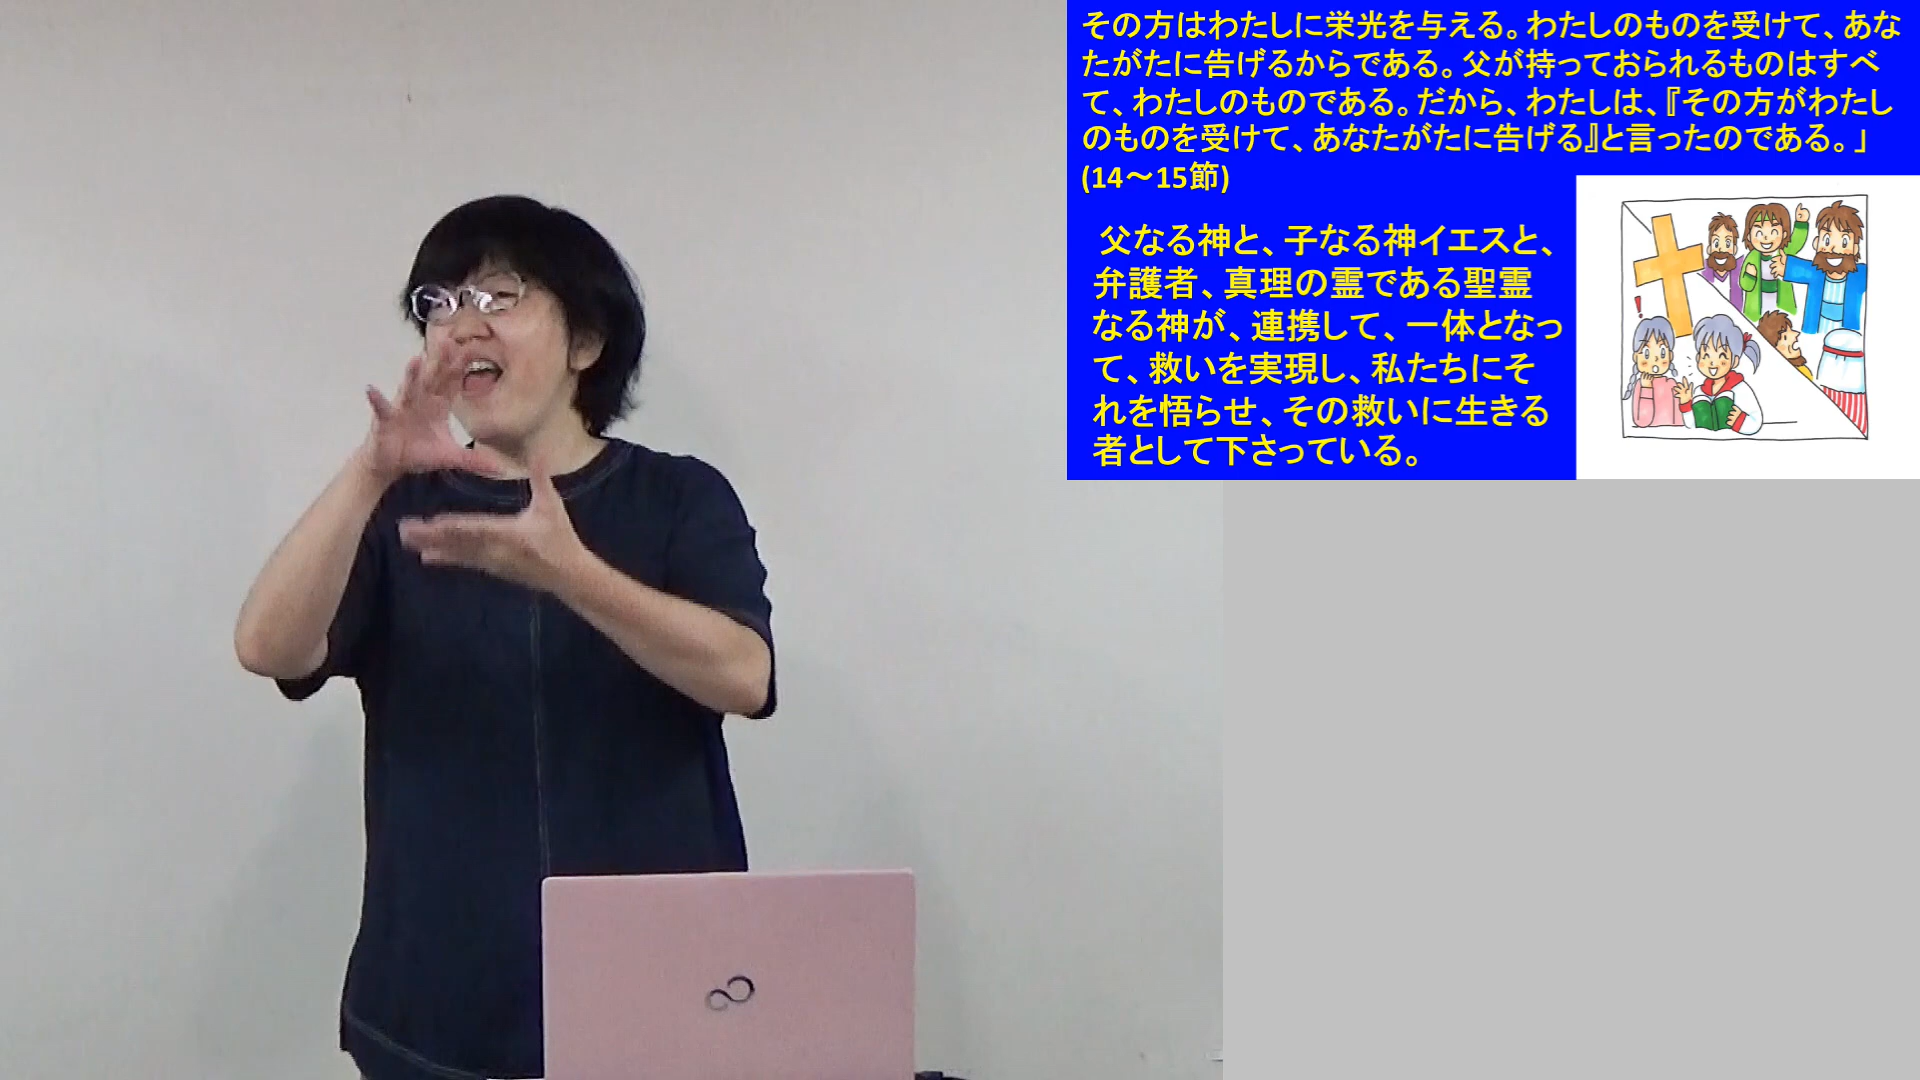 その方はわたしに栄光を与える。わたしのものを受けて、あな
たがたに告げるからである。父が持っておられるものはすべ
て、わたしのものである。だから、わたしは、『その方がわたし
のものを受けて、あなたがたに告げる』と言ったのである。」
(14～15節)
父なる神と、子なる神イエスと、
弁護者、真理の霊である聖霊
なる神が、連携して、一体となっ
て、救いを実現し、私たちにそ
れを悟らせ、その救いに生きる
者として下さっている。
!